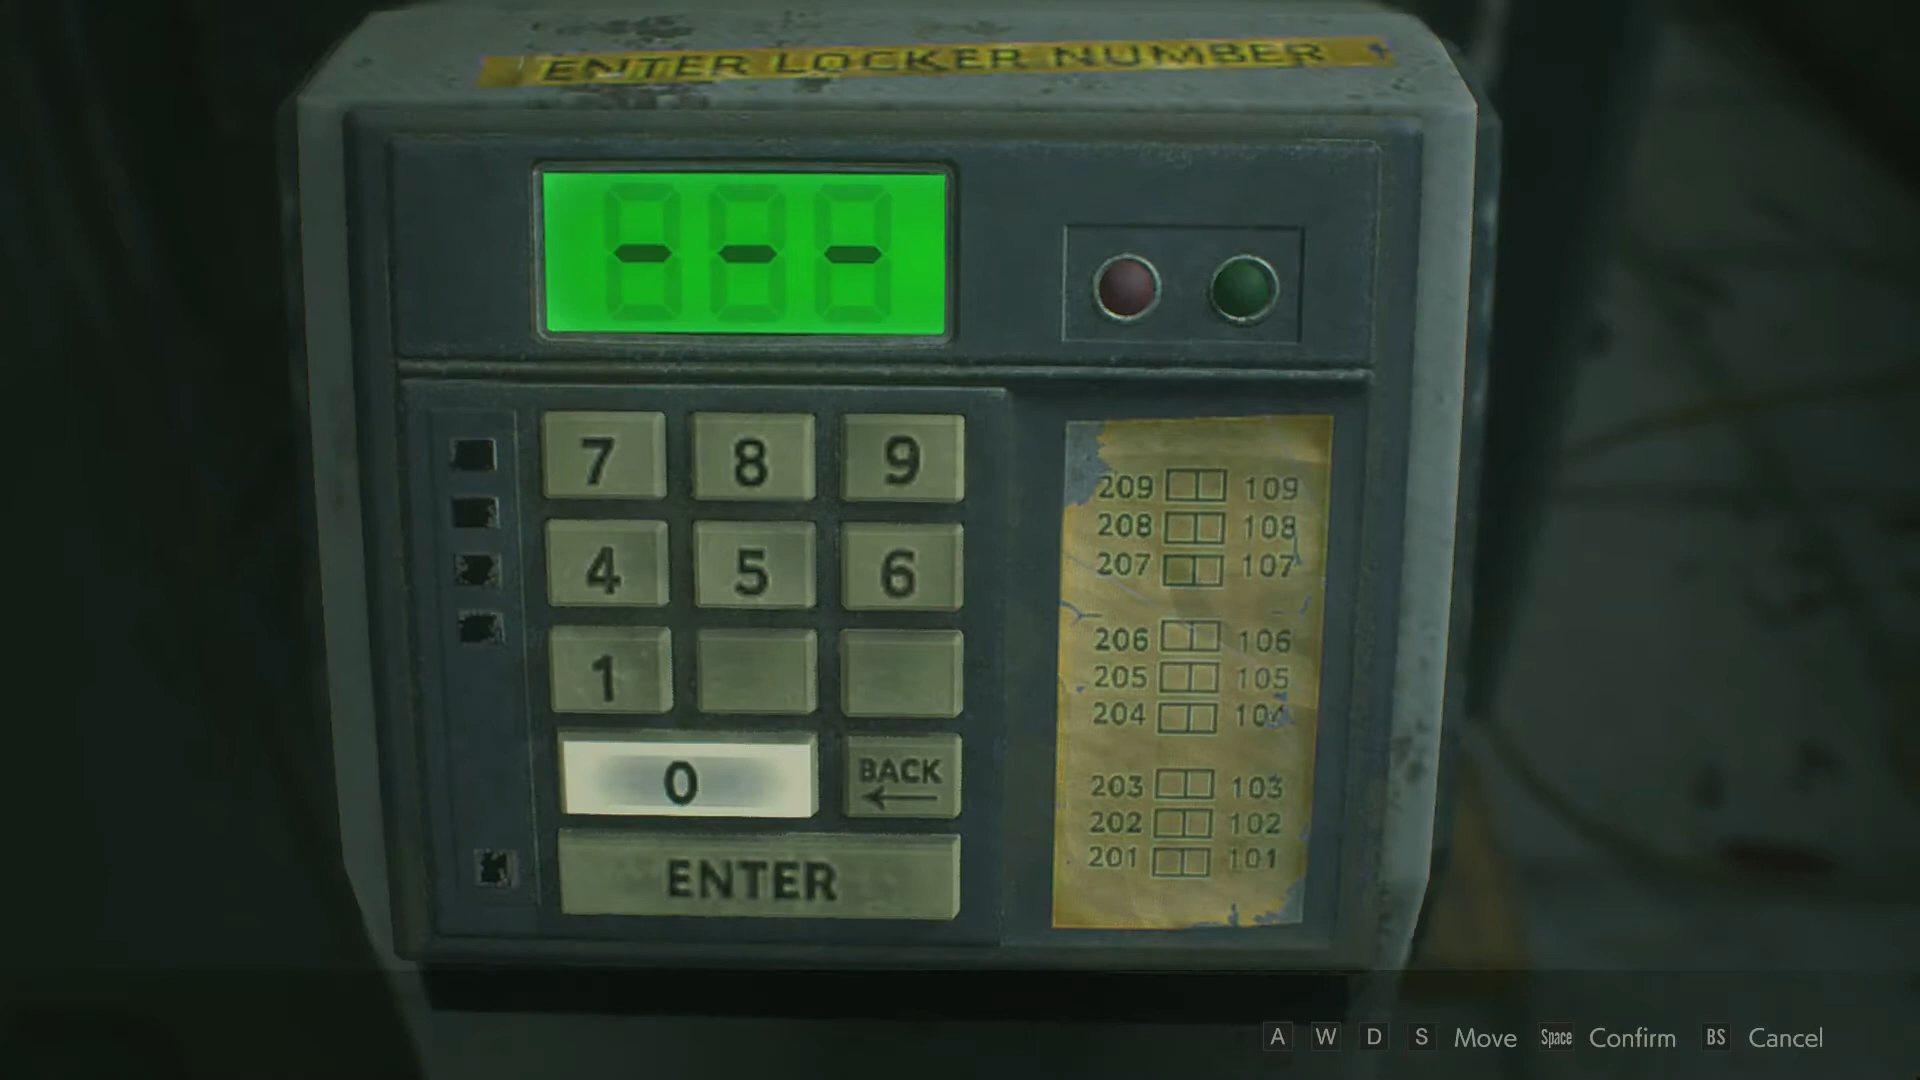 ENTER LOCKER NUMBER
- - -
7 8 9
4 5 6
1
0 BACK
ENTER
209 109
208 108
207 107
206 106
205 105
204 104
203 103
202 102
201 101
A W D S Move Space Confirm BS Cancel